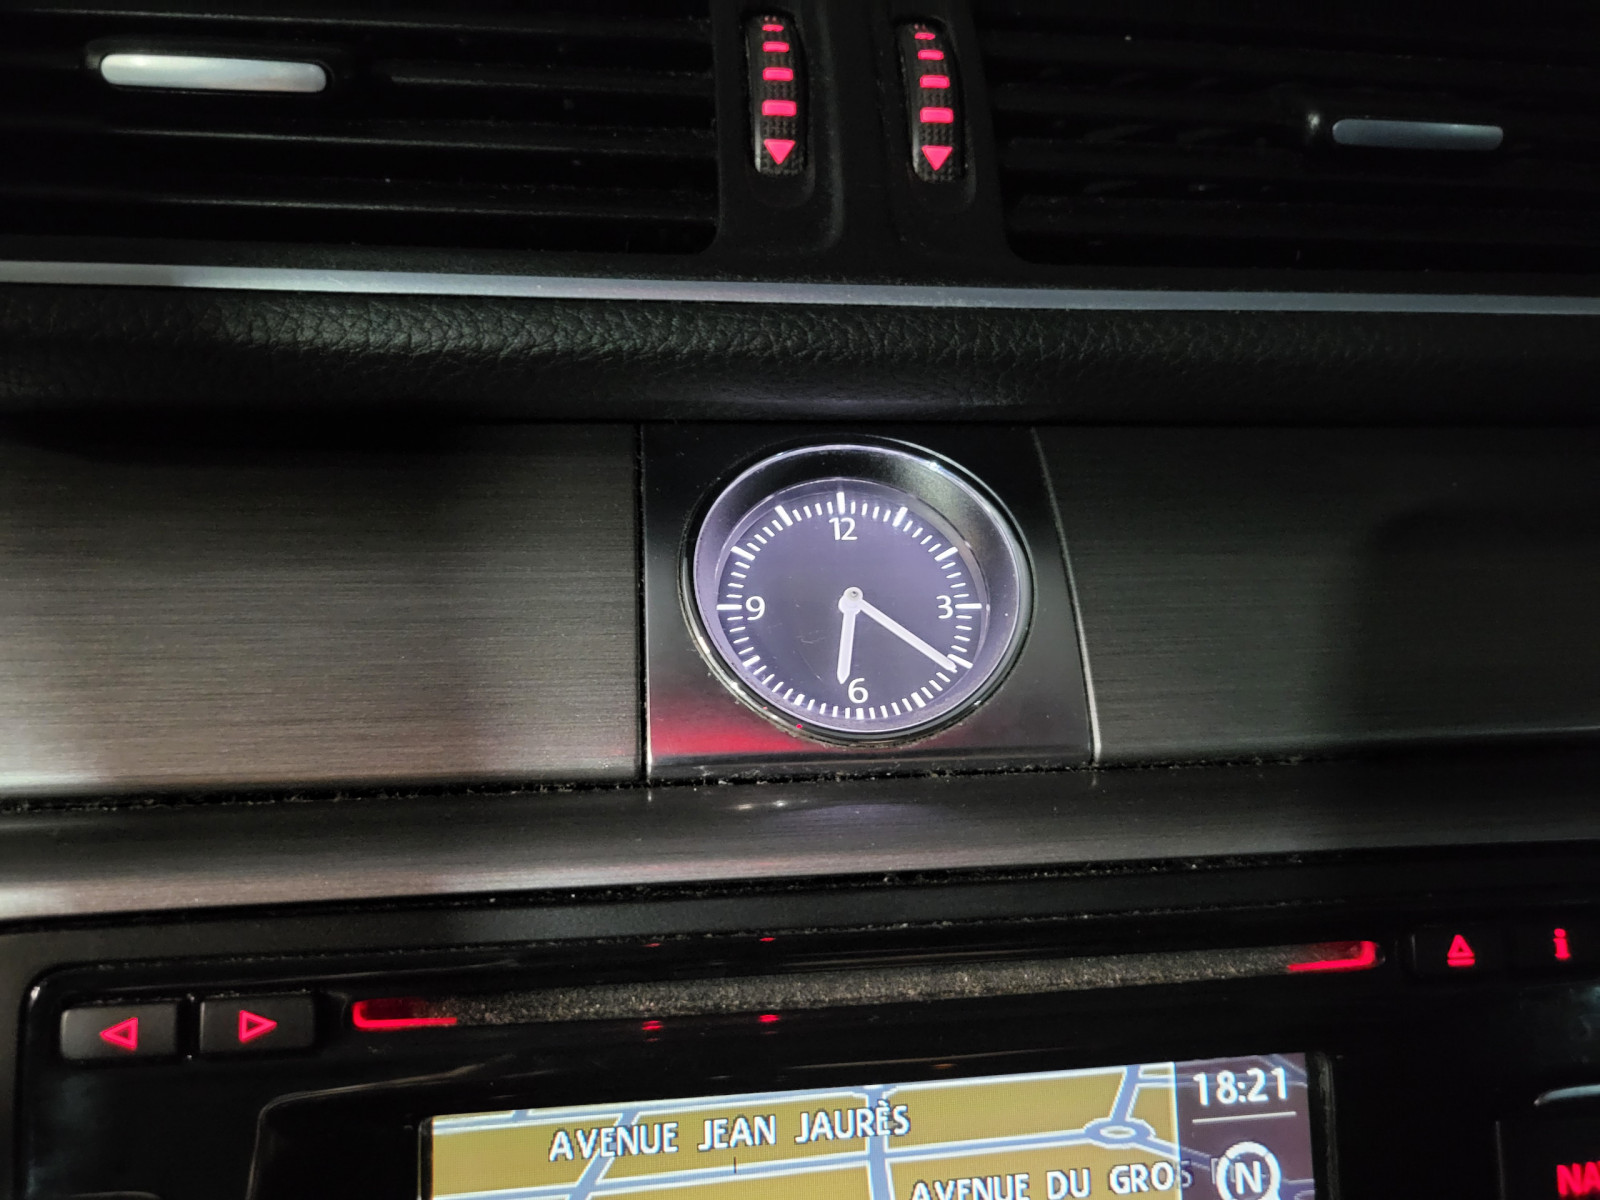 12
9
3
6
18:21
AVENUE JEAN JAURÈS
AVENUE DU GROS
N